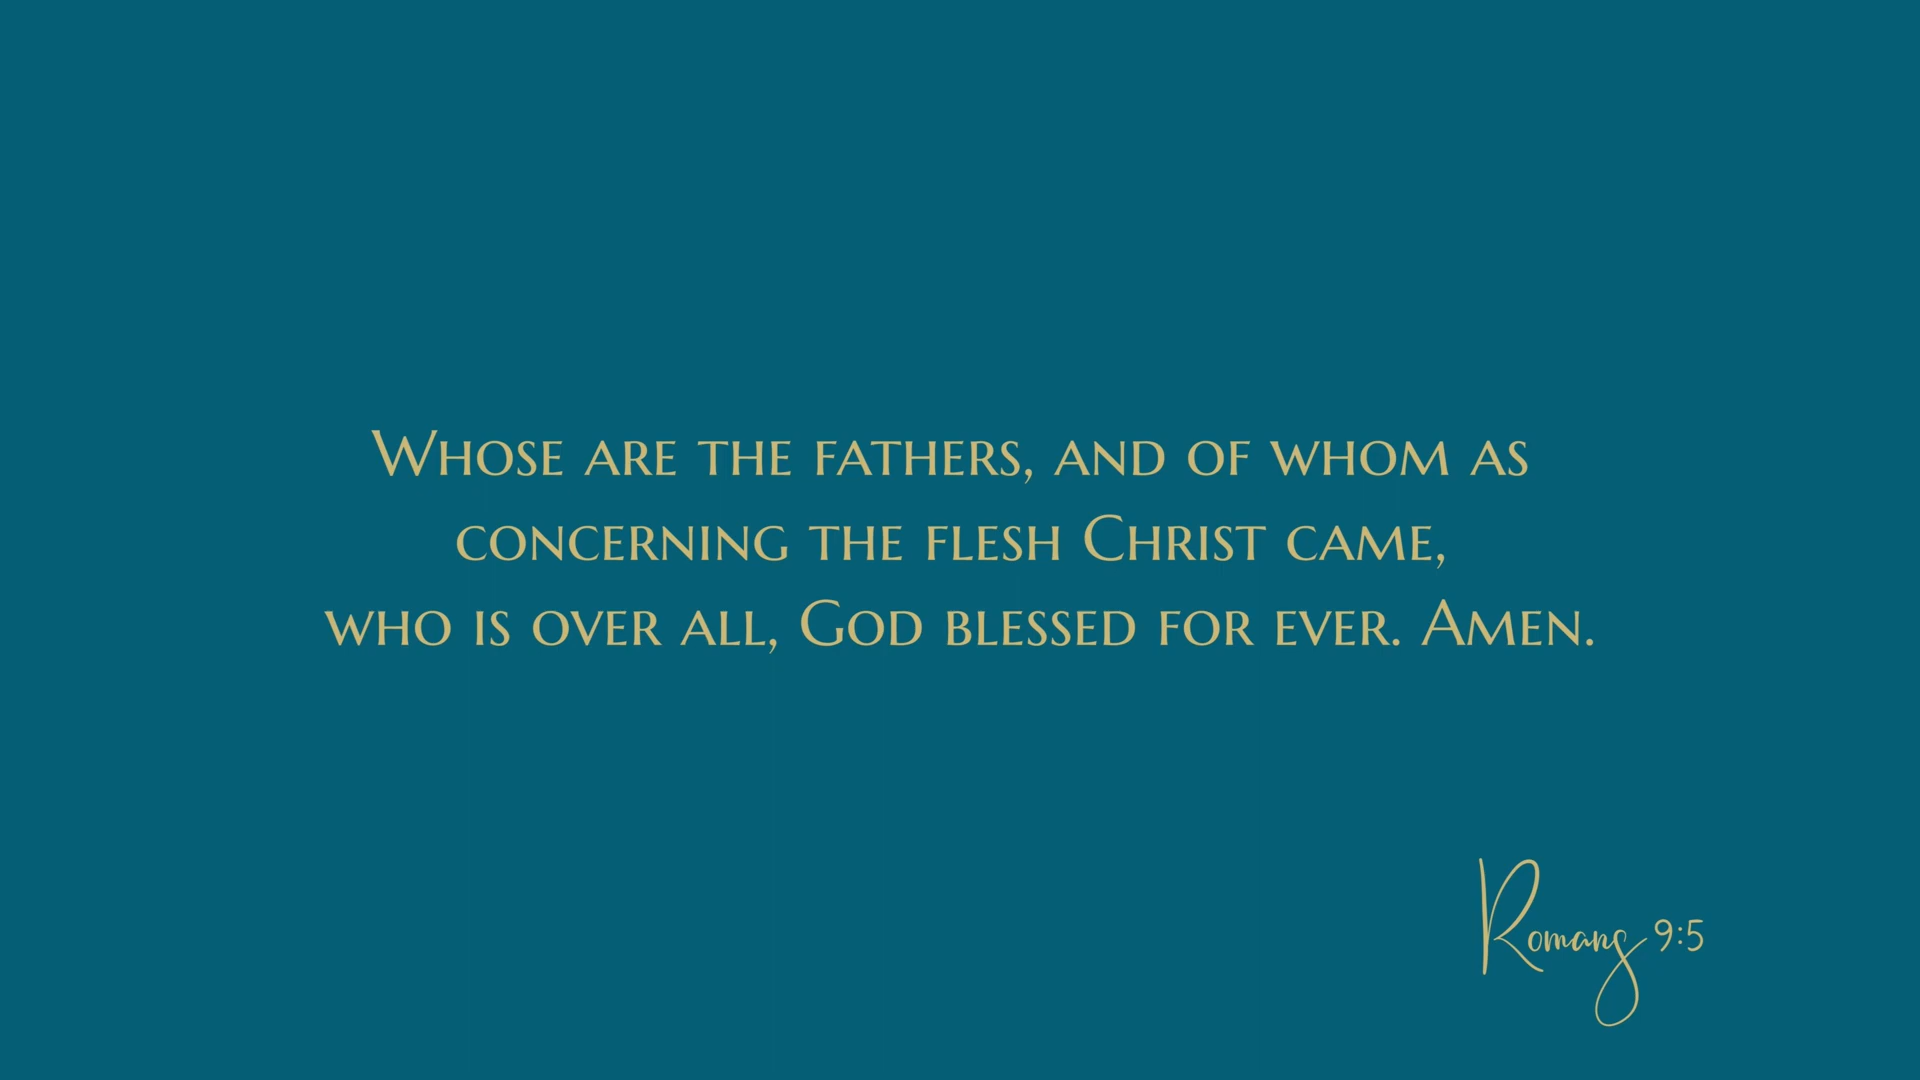 Whose are the fathers, and of whom as
concerning the flesh Christ came,
who is over all, God blessed for ever. Amen.
Romans 9:5